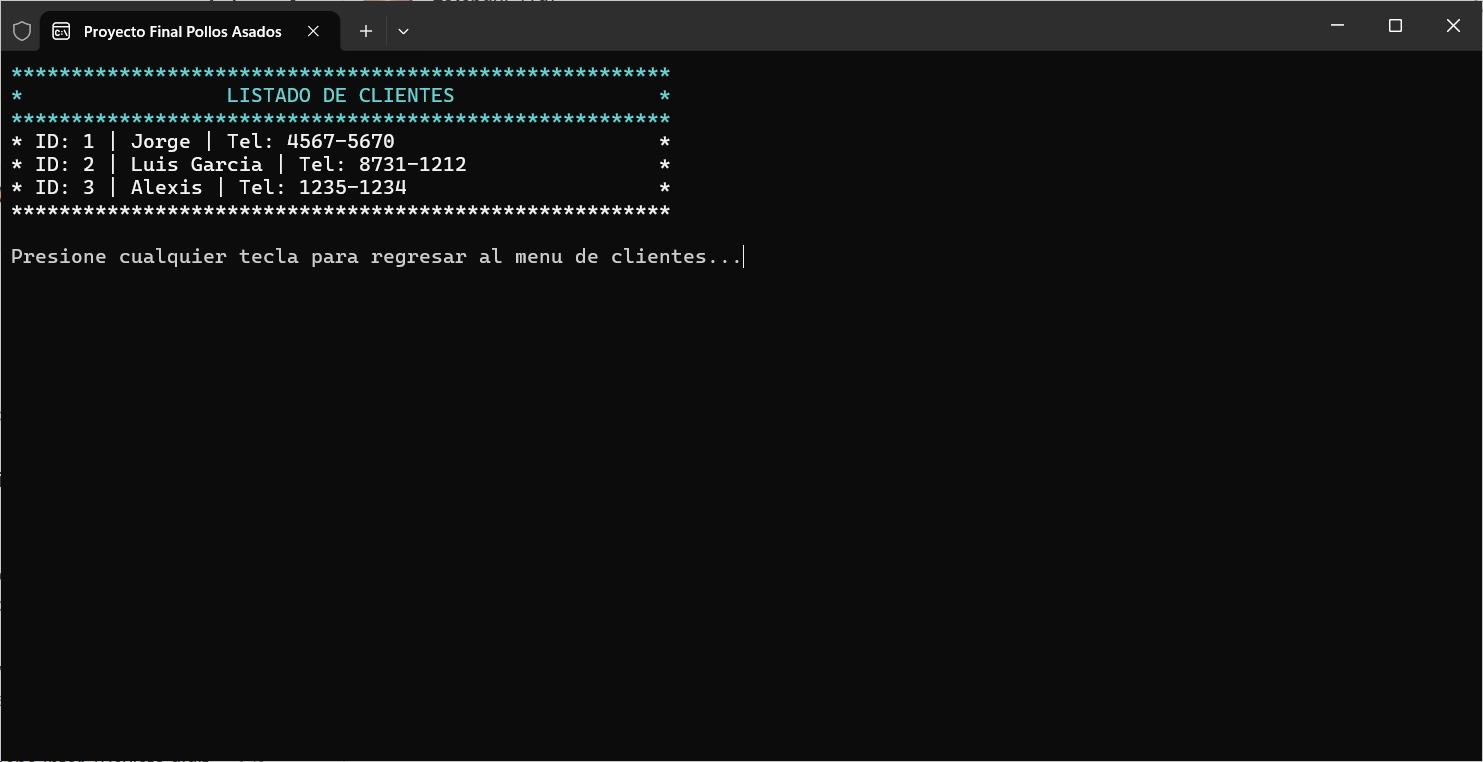 Proyecto Final Pollos Asados
*******************************************************
*                 LISTADO DE CLIENTES                 *
*******************************************************
* ID: 1 | Jorge | Tel: 4567-5670                      *
* ID: 2 | Luis Garcia | Tel: 8731-1212                *
* ID: 3 | Alexis | Tel: 1235-1234                     *
*******************************************************
Presione cualquier tecla para regresar al menu de clientes...